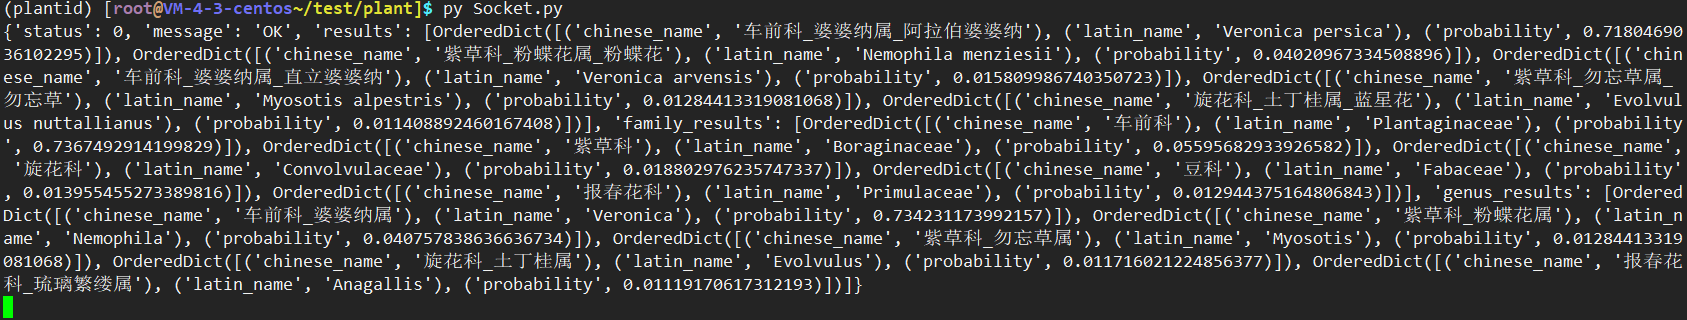 (plantid) [root@VM-4-3-centos~/test/plant]$ py Socket.py
{'status': 0, 'message': 'OK', 'results': [OrderedDict([('chinese_name', '车前科_婆婆纳属_阿拉伯婆婆纳'), ('latin_name', 'Veronica persica'), ('probability', 0.71804690
36102295)]), OrderedDict([('chinese_name', '紫草科_粉蝶花属_粉蝶花'), ('latin_name', 'Nemophila menziesii'), ('probability', 0.04020967334508896)]), OrderedDict([('chin
ese_name', '车前科_婆婆纳属_直立婆婆纳'), ('latin_name', 'Veronica arvensis'), ('probability', 0.015809986740350723)]), OrderedDict([('chinese_name', '紫草科_勿忘草属_
勿忘草'), ('latin_name', 'Myosotis alpestris'), ('probability', 0.01284413319081068)]), OrderedDict([('chinese_name', '旋花科_土丁桂属_蓝星花'), ('latin_name', 'Evolvul
us nuttallianus'), ('probability', 0.011408892460167408)])], 'family_results': [OrderedDict([('chinese_name', '车前科'), ('latin_name', 'Plantaginaceae'), ('probability
', 0.7367492914199829)]), OrderedDict([('chinese_name', '紫草科'), ('latin_name', 'Boraginaceae'), ('probability', 0.05595682933926582)]), OrderedDict([('chinese_name',
'旋花科'), ('latin_name', 'Convolvulaceae'), ('probability', 0.018802976235747337)]), OrderedDict([('chinese_name', '豆科'), ('latin_name', 'Fabaceae'), ('probability'
, 0.013955455273389816)]), OrderedDict([('chinese_name', '报春花科'), ('latin_name', 'Primulaceae'), ('probability', 0.012944375164806843)])], 'genus_results': [Ordered
Dict([('chinese_name', '车前科_婆婆纳属'), ('latin_name', 'Veronica'), ('probability', 0.734231173992157)]), OrderedDict([('chinese_name', '紫草科_粉蝶花属'), ('latin_n
ame', 'Nemophila'), ('probability', 0.040757838636636734)]), OrderedDict([('chinese_name', '紫草科_勿忘草属'), ('latin_name', 'Myosotis'), ('probability', 0.01284413319
081068)]), OrderedDict([('chinese_name', '旋花科_土丁桂属'), ('latin_name', 'Evolvulus'), ('probability', 0.011716021224856377)]), OrderedDict([('chinese_name', '报春花
科_琉璃繁缕属'), ('latin_name', 'Anagallis'), ('probability', 0.01119170617312193)])]}